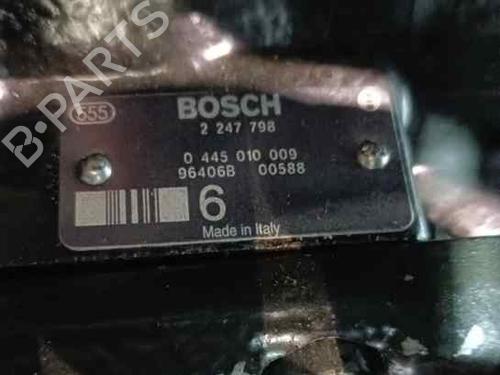 B-PARTS
555
BOSCH
2 247 798
0 445 010 009
96406B 00588
6
Made in Italy